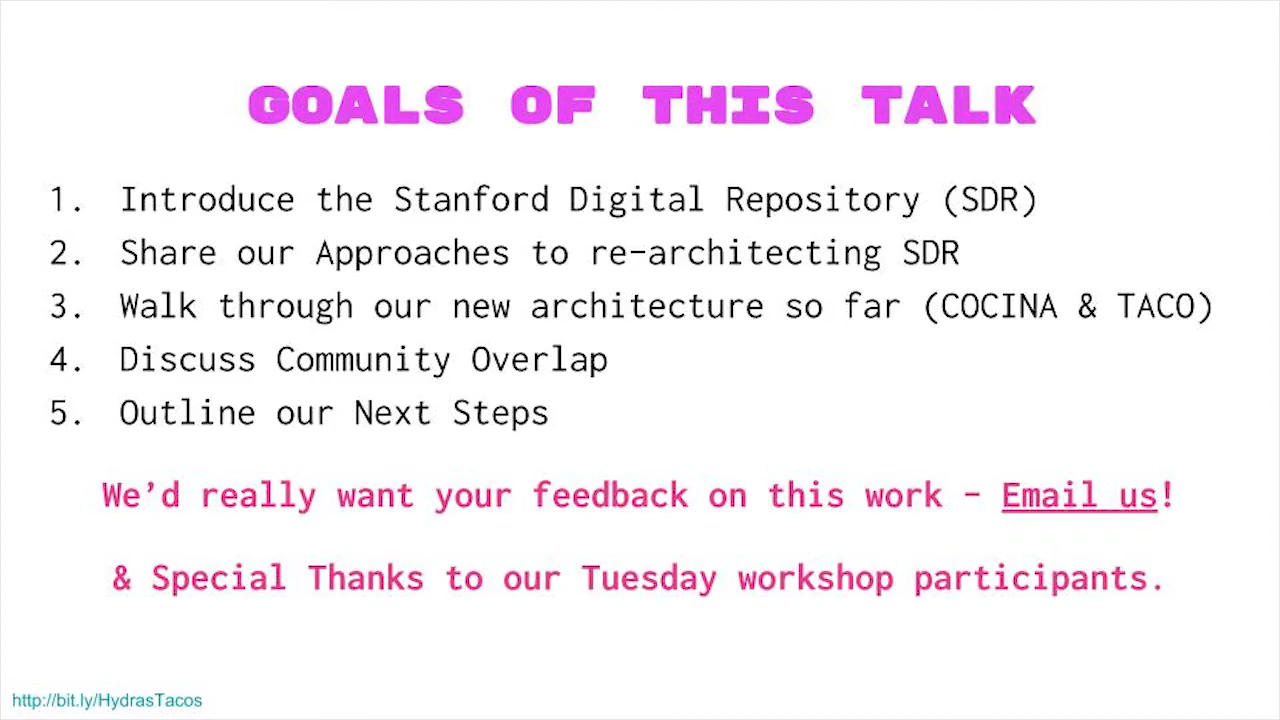 GOALS OF THIS TALK
1. Introduce the Stanford Digital Repository (SDR)
2. Share our Approaches to re-architecting SDR
3. Walk through our new architecture so far (COCINA & TACO)
4. Discuss Community Overlap
5. Outline our Next Steps
We’d really want your feedback on this work - Email us!
& Special Thanks to our Tuesday workshop participants.
http://bit.ly/HydrasTacos